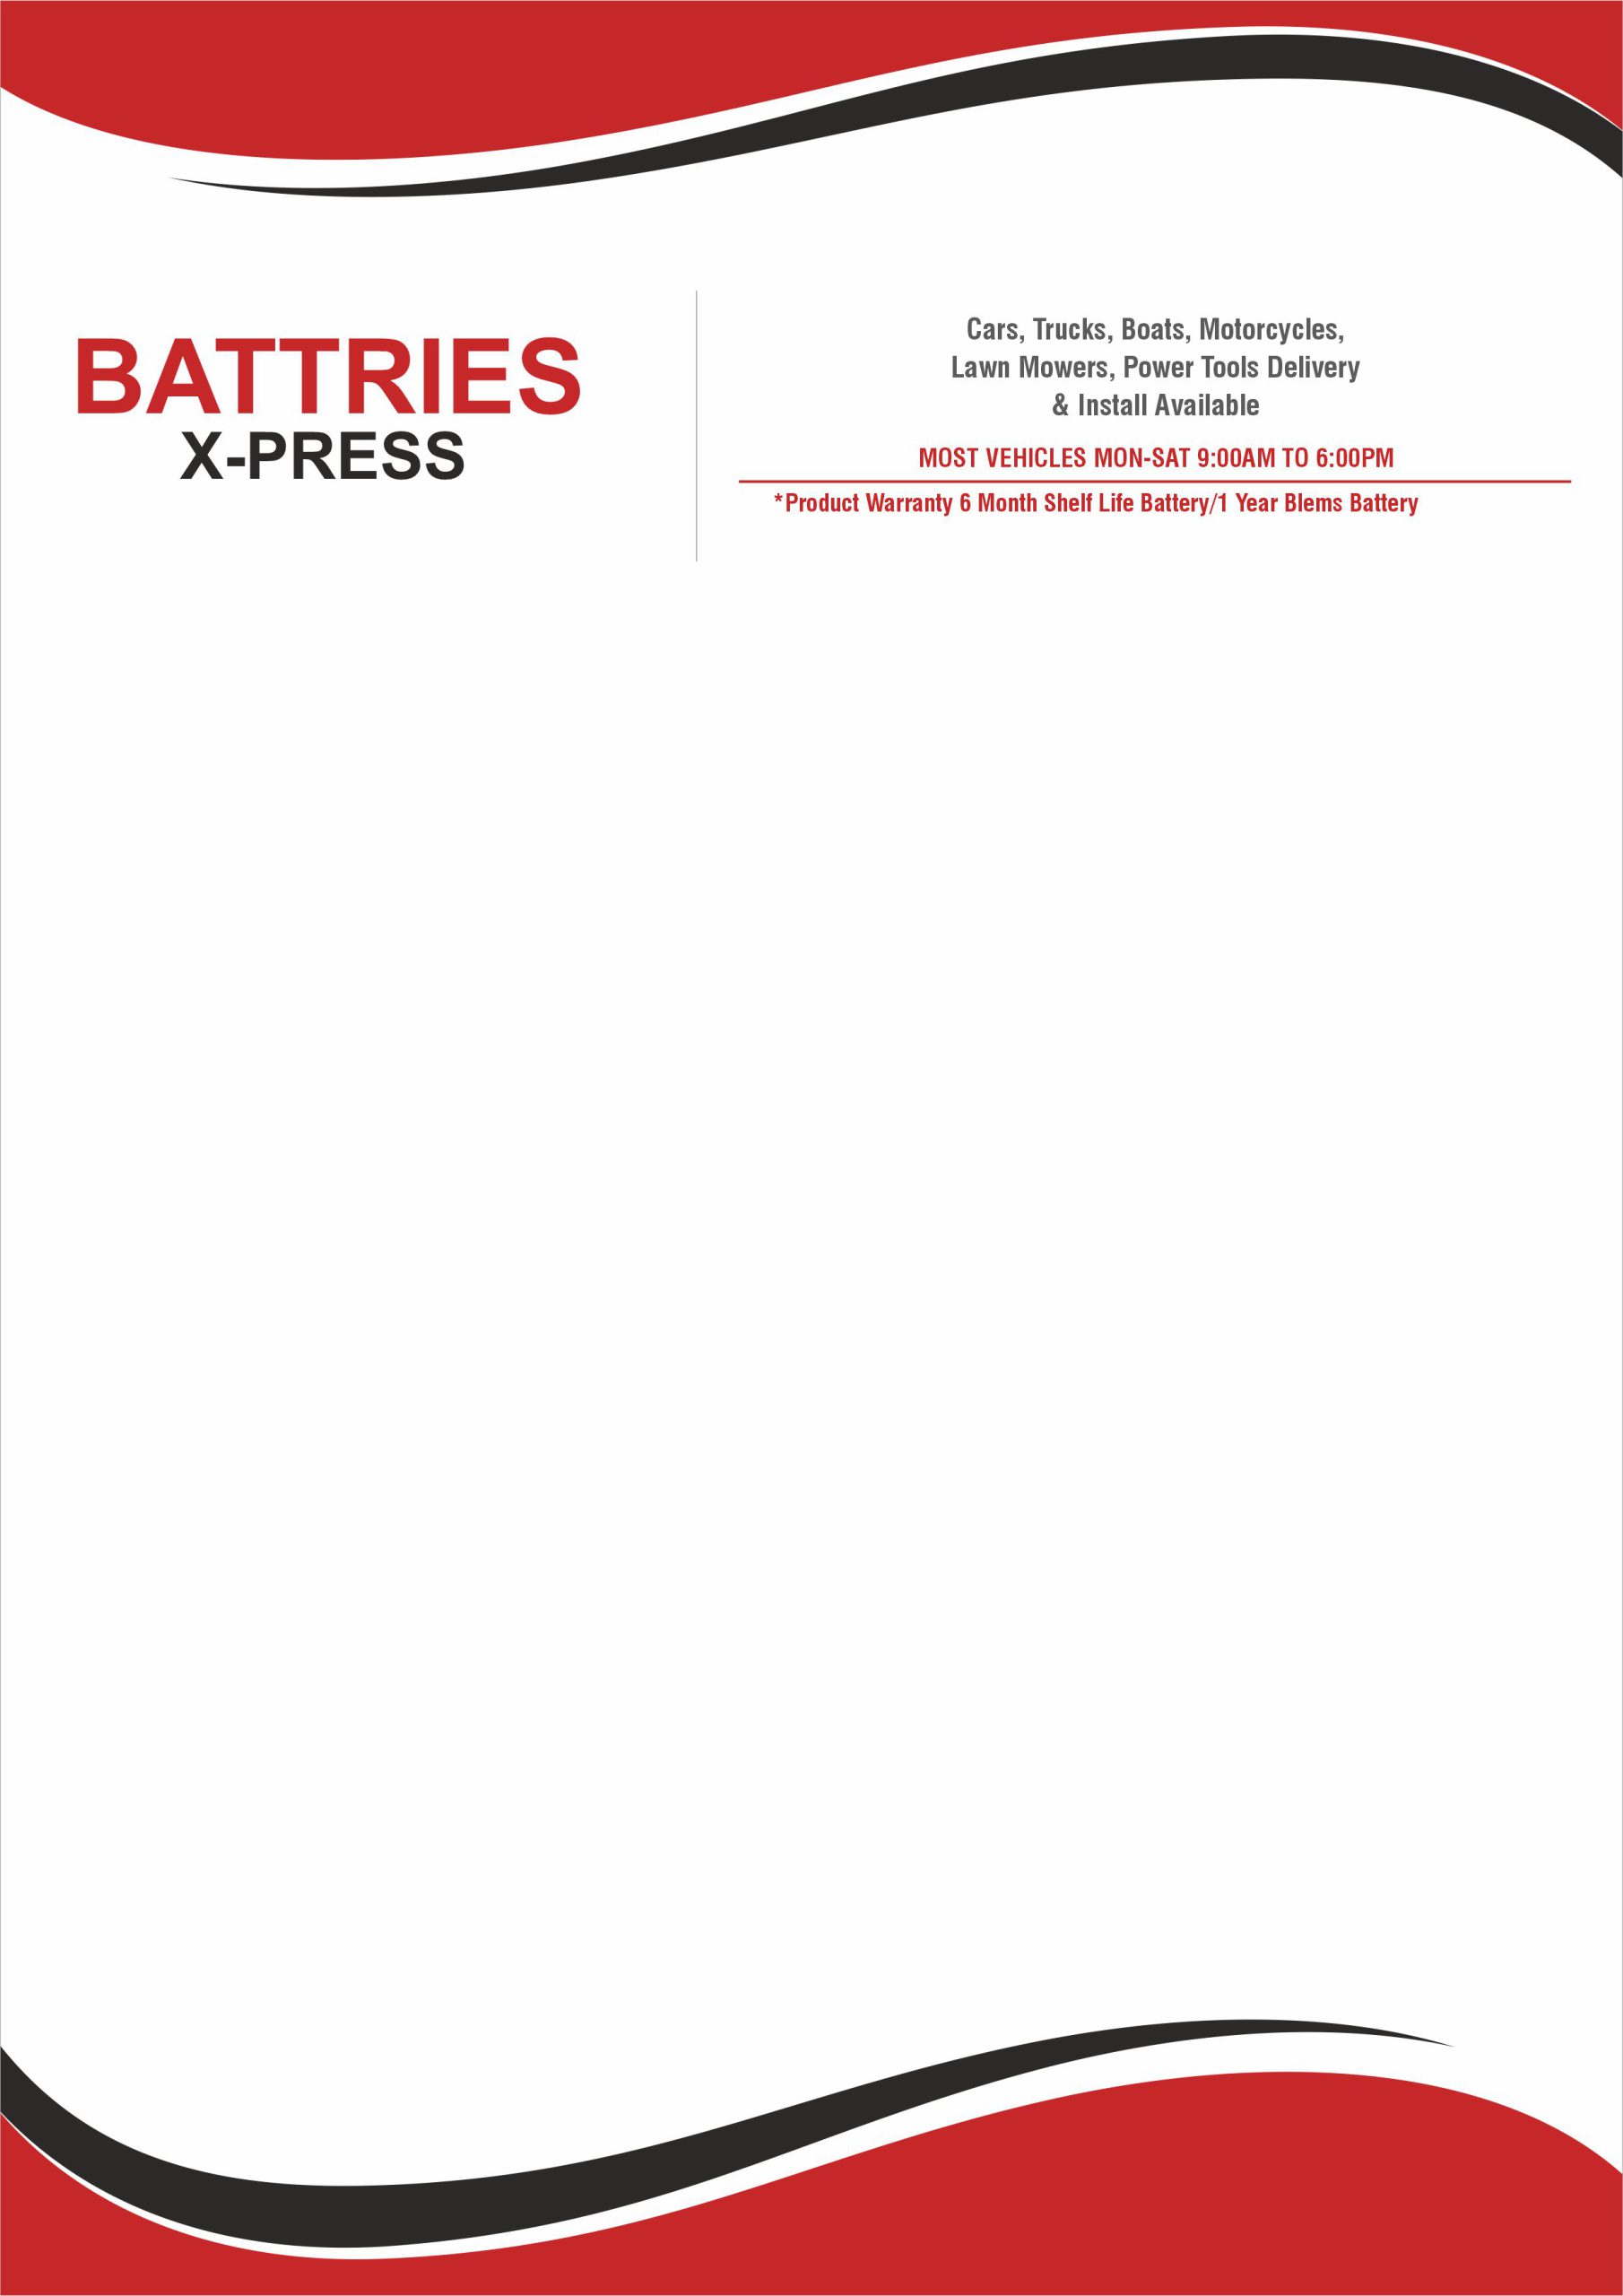 BATTRIES
X-PRESS
Cars, Trucks, Boats, Motorcycles,
Lawn Mowers, Power Tools Delivery
& Install Available
MOST VEHICLES MON-SAT 9:00AM TO 6:00PM
*Product Warranty 6 Month Shelf Life Battery/1 Year Blems Battery